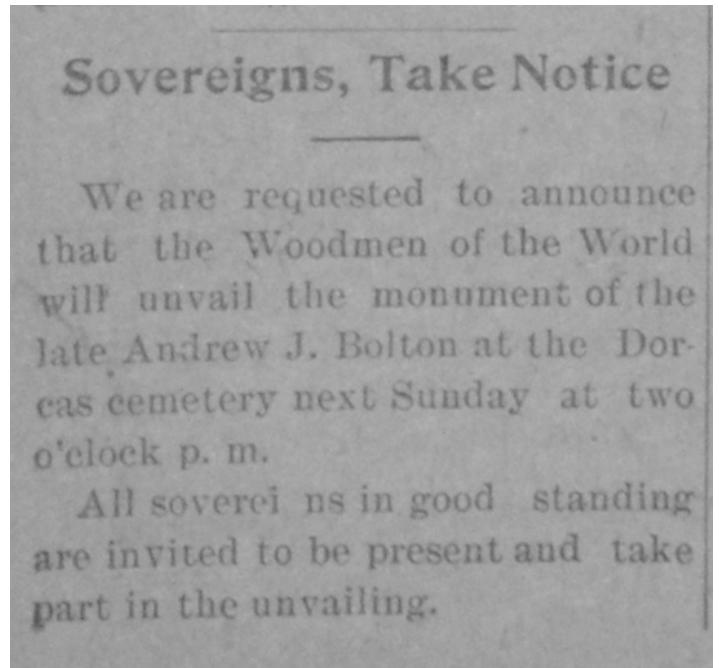 Sovereigns, Take Notice
We are requested to announce
that the Woodmen of the World
will unvail the monument of the
late Andrew J. Bolton at the Dor-
cas cemetery next Sunday at two
o'clock p. m.
All soverei ns in good standing
are invited to be present and take
part in the unvailing.